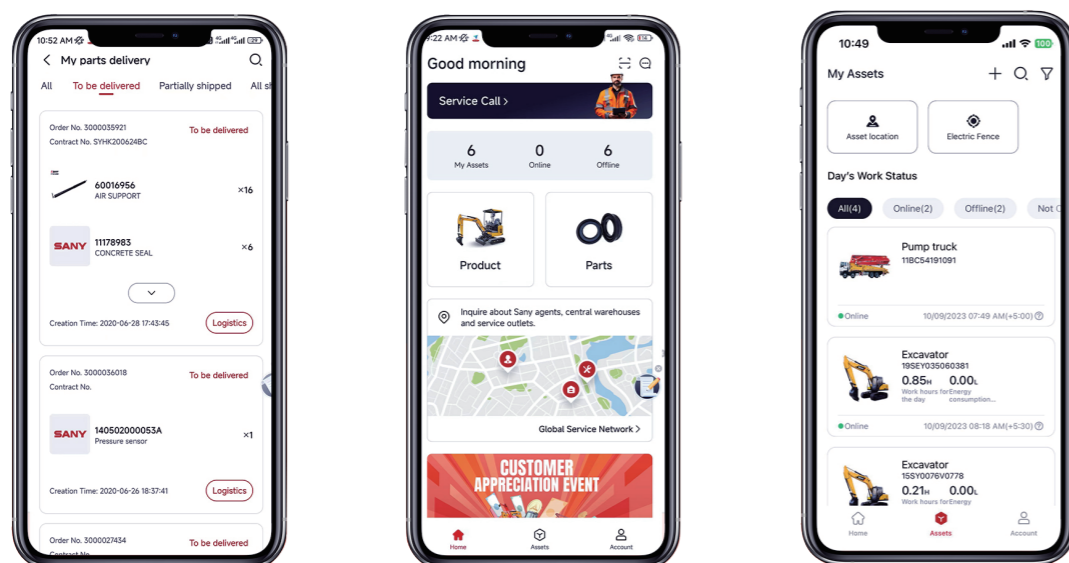 10:52 AM
My parts delivery
All To be delivered Partially shipped All
Order No. 3000035921
Contract No. SYHK200624BC
To be delivered
60016956
AIR SUPPORT
×16
SANY
11178983
CONCRETE SEAL
×6
Creation Time: 2020-06-28 17:43:45
Logistics
Order No. 3000036018
Contract No.
To be delivered
SANY
140502000053A
Pressure sensor
×1
Creation Time: 2020-06-26 18:37:41
Logistics
Order No. 3000027434
To be delivered
9:22 AM
Good morning
Service Call >
6 0 6
My Assets Online Offline
Product Parts
Inquire about Sany agents, central warehouses
and service outlets.
Global Service Network >
CUSTOMER
APPRECIATION EVENT
Home Assets Account
10:49
100
My Assets
Asset location Electric Fence
Day's Work Status
All(4) Online(2) Offline(2) Not
Pump truck
11BC54191091
Online 10/09/2023 07:49 AM(+5:00)
Excavator
19SEY035060381
0.85H 0.00L
Work hours for Energy
the day consumption...
Online 10/09/2023 08:18 AM(+5:30)
Excavator
15SY0076V0778
0.21H 0.00L
Work hours for Energy
Home Assets Account